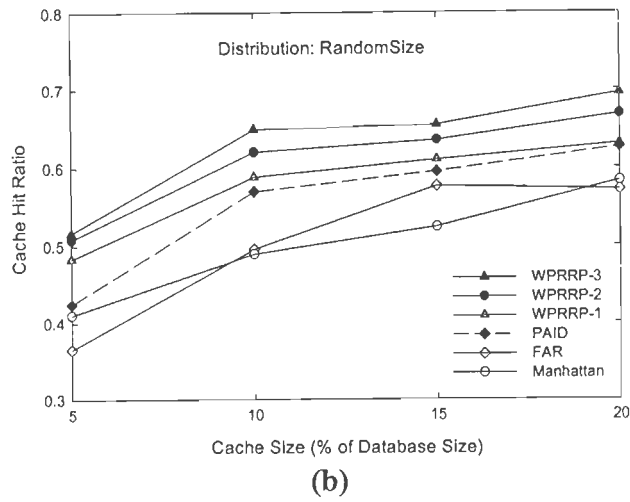 0.8
Distribution: RandomSize
0.7
0.6
0.5
0.4
0.3
Cache Hit Ratio
WPRRP-3
WPRRP-2
WPRRP-1
PAID
FAR
Manhattan
5
10
15
20
Cache Size (% of Database Size)
(b)